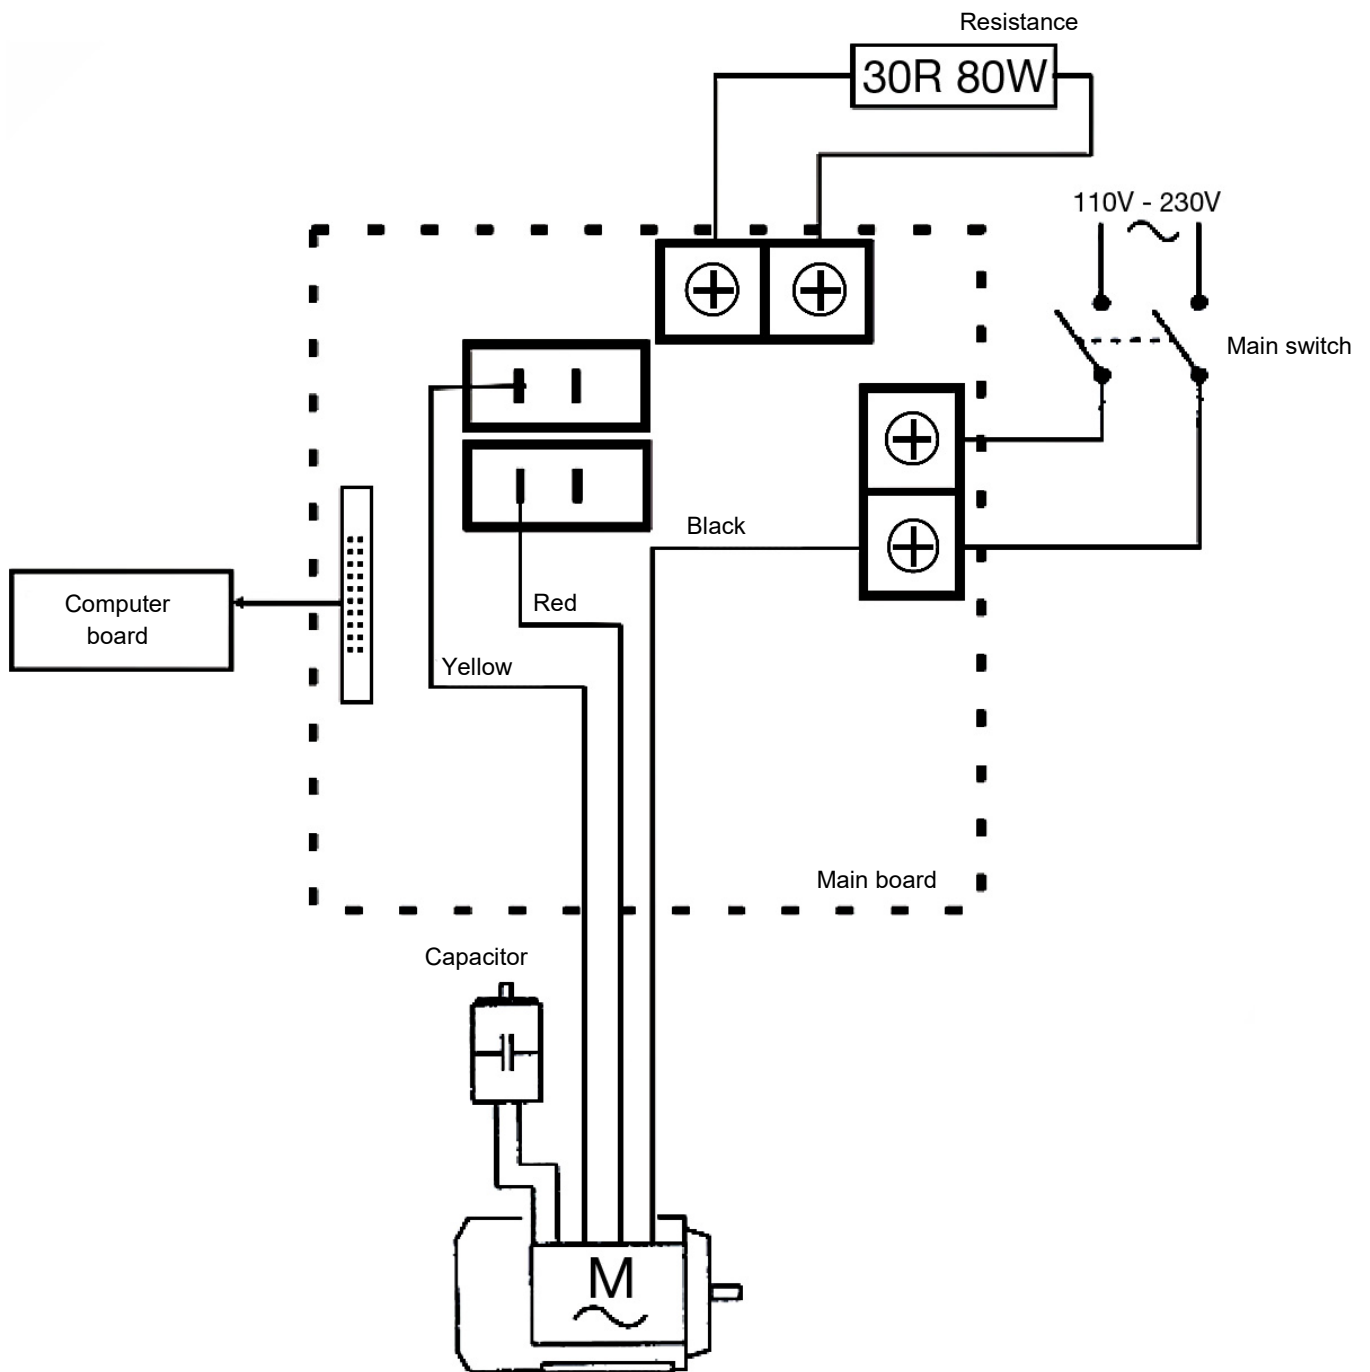 Resistance
30R 80W
110V - 230V
Main switch
Black
Computer
board
Red
Yellow
Main board
Capacitor
M